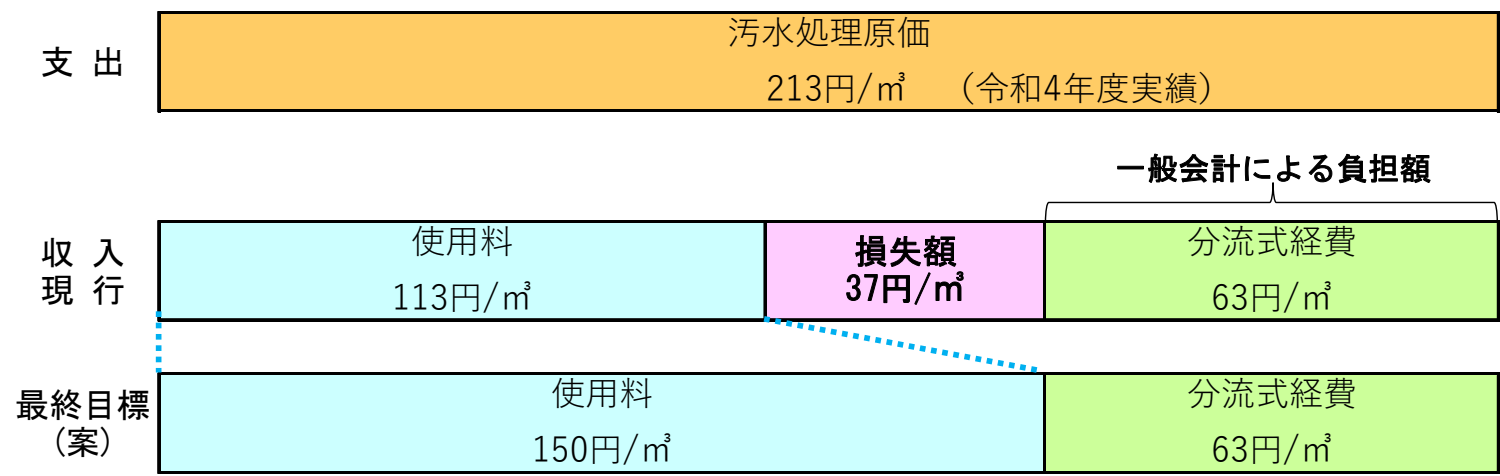 支 出
汚水処理原価
213円/㎥ （令和4年度実績）
一般会計による負担額
収 入
現 行
使用料
113円/㎥
損失額
37円/㎥
分流式経費
63円/㎥
最終目標
（案）
使用料
150円/㎥
分流式経費
63円/㎥